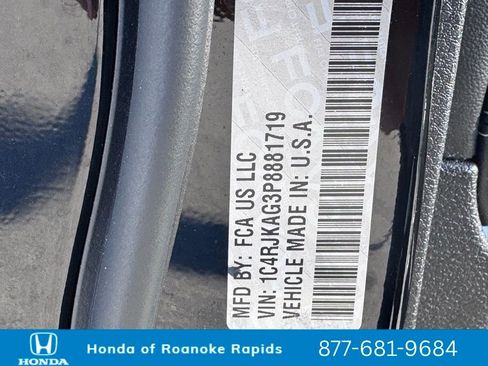 MFD BY: FCA US LLC
VIN: 1C4RJKAG3P8881719
VEHICLE MADE IN: U.S.A.
HONDA
Honda of Roanoke Rapids
877-681-9684